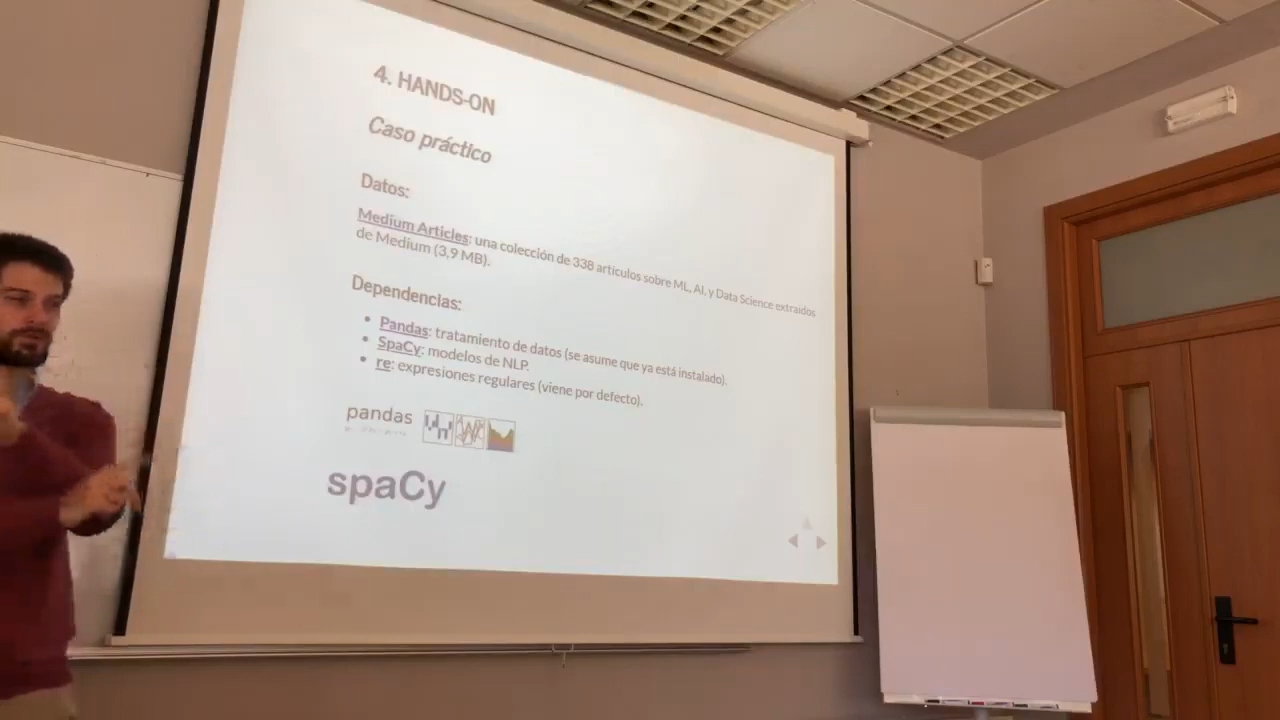 4. HANDS-ON
Caso práctico
Datos:
Medium Articles: una colección de 338 artículos sobre ML, AI, y Data Science extraídos
de Medium (3,9 MB).
Dependencias:
Pandas: tratamiento de datos (se asume que ya está instalado).
SpaCy: modelos de NLP.
re: expresiones regulares (viene por defecto).
pandas
spaCy